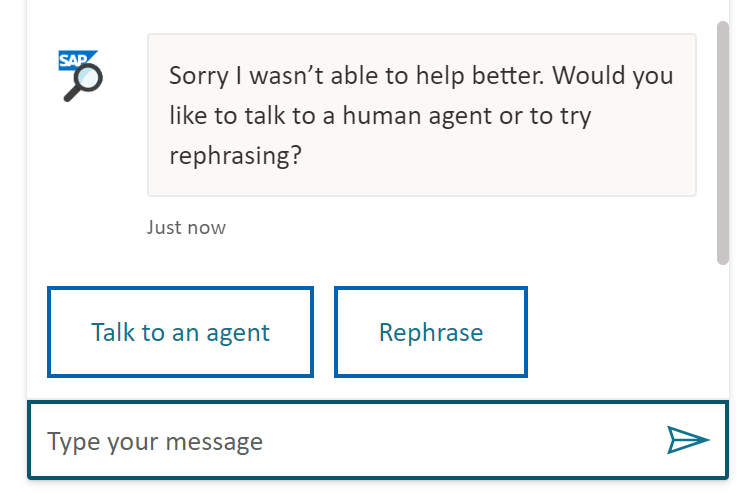 SAP
Sorry I wasn’t able to help better. Would you
like to talk to a human agent or to try
rephrasing?
Just now
Talk to an agent
Rephrase
Type your message